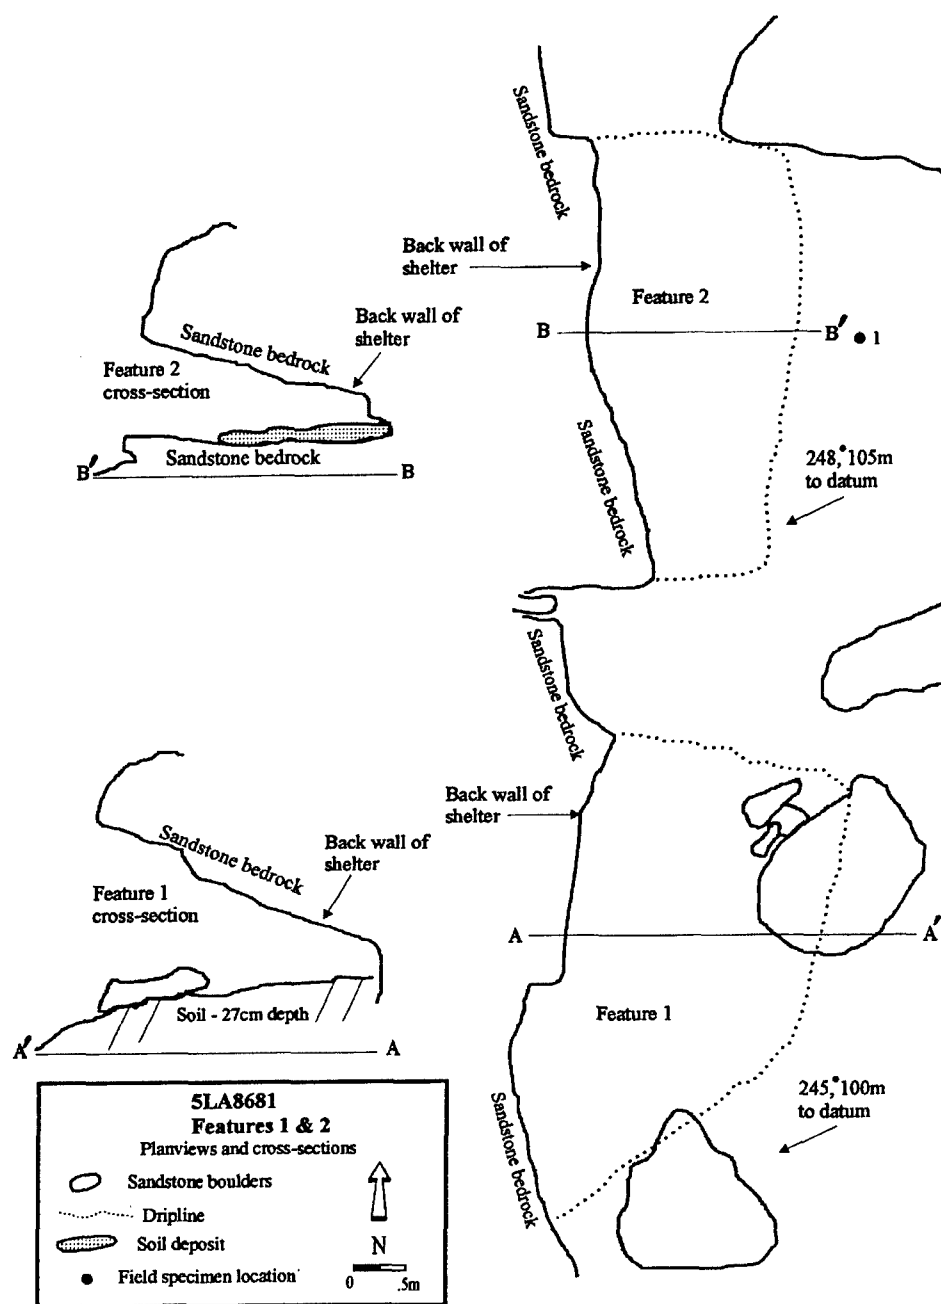 Sandstone bedrock
Back wall of
shelter
Feature 2
B
B'
1
Sandstone bedrock
248,° 105m
to datum
Sandstone bedrock
Back wall of
shelter
Feature 2
cross-section
Sandstone bedrock
B'
B
Sandstone bedrock
Back wall of
shelter
A
A'
Feature 1
245,° 100m
to datum
Sandstone bedrock
Sandstone bedrock
Back wall of
shelter
Feature 1
cross-section
Soil - 27cm depth
A'
A
5LA8681
Features 1 & 2
Planviews and cross-sections
Sandstone boulders
Dripline
Soil deposit
Field specimen location
N
0 .5m